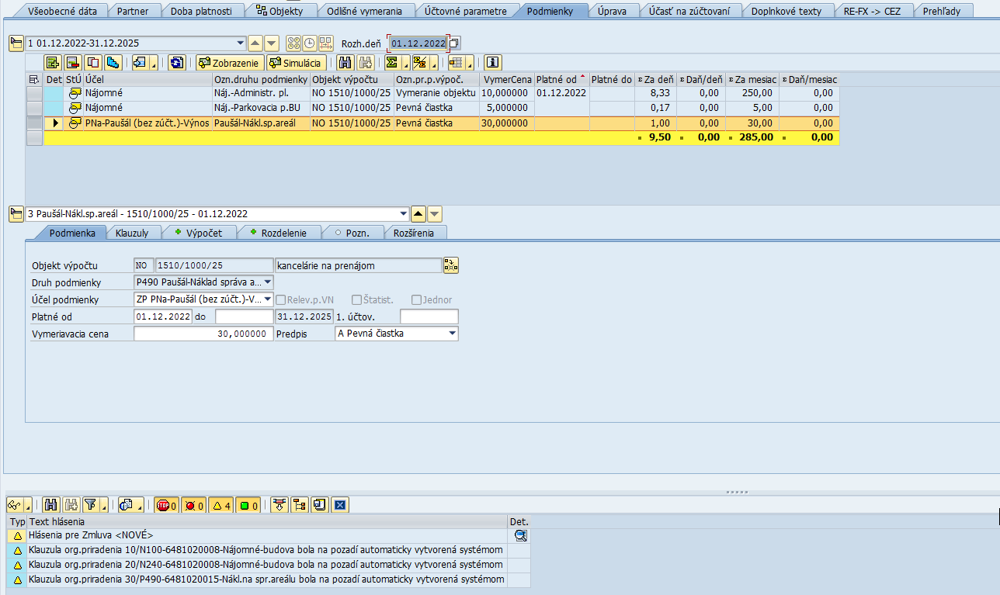 Všeobecné dáta Partner Doba platnosti Objekty Odlišné vymerania Účtovné parametre Podmienky Úprava Účasť na zúčtovaní Doplnkové texty RE-FX -> CEZ Prehľady
1 01.12.2022-31.12.2025 Rozh.deň 01.12.2022
Zobrazenie Simulácia
Det StÚ Účel Ozn.druhu podmienky Objekt výpočtu Ozn.pr.p.výpoč. VymerCena Platné od Platné do Za deň Daň/deň Za mesiac Daň/mesiac
Nájomné Náj.-Administr. pl. NO 1510/1000/25 Vymeranie objektu 10,000000 01.12.2022 8,33 0,00 250,00 0,00
Nájomné Náj.-Parkovacia p.BU NO 1510/1000/25 Pevná čiastka 5,000000 0,17 0,00 5,00 0,00
PNa-Paušál (bez zúčt.)-Výnos Paušál-Nákl.sp.areál NO 1510/1000/25 Pevná čiastka 30,000000 1,00 0,00 30,00 0,00
9,50 0,00 285,00 0,00
3 Paušál-Nákl.sp.areál - 1510/1000/25 - 01.12.2022
Podmienka Klauzuly Výpočet Rozdelenie Pozn. Rozšírenia
Objekt výpočtu NO 1510/1000/25 kancelárie na prenájom
Druh podmienky P490 Paušál-Náklad správa a...
Účel podmienky ZP PNa-Paušál (bez zúčt.)-V... Relev.p.VN Štatist. Jednor
Platné od 01.12.2022 do 31.12.2025 1. účtov.
Vymeriavacia cena 30,000000 Predpis A Pevná čiastka
STOP 0 0 4 0
Typ Text hlásenia Det.
Hlásenia pre Zmluva <NOVÉ>
Klauzula org.priradenia 10/N100-6481020008-Nájomné-budova bola na pozadí automaticky vytvorená systémom
Klauzula org.priradenia 20/N240-6481020008-Nájomné-budova bola na pozadí automaticky vytvorená systémom
Klauzula org.priradenia 30/P490-6481020015-Nákl.na spr.areálu bola na pozadí automaticky vytvorená systémom